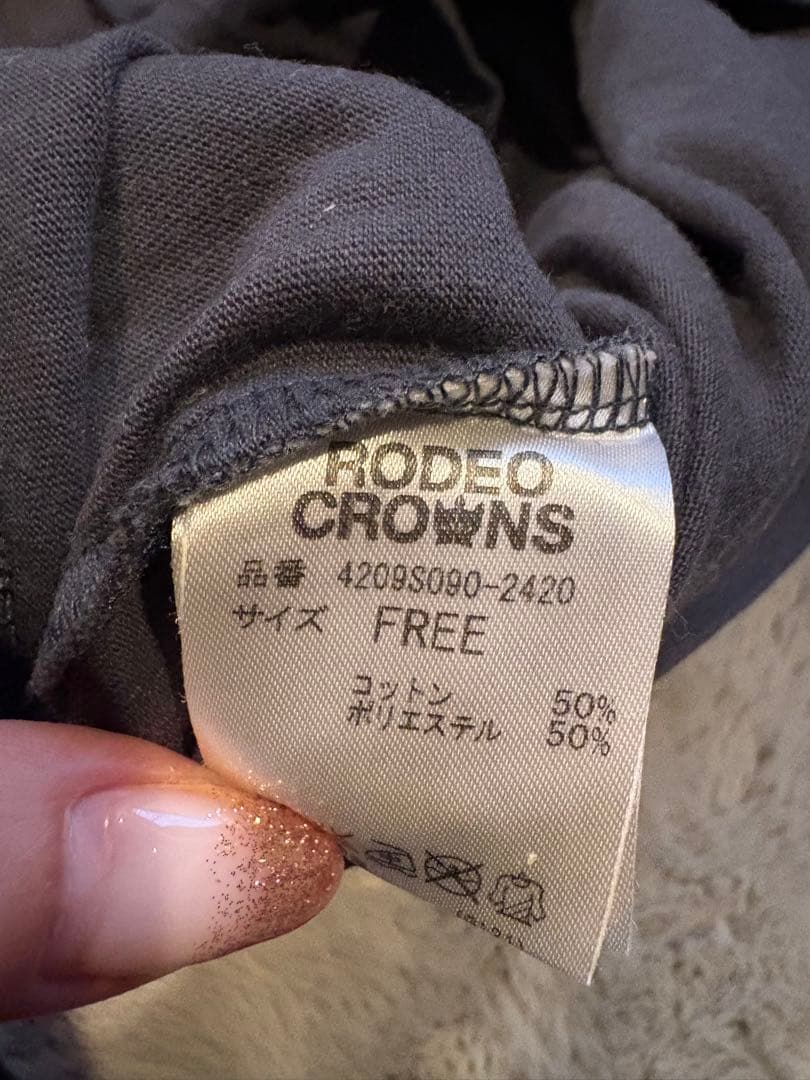 RODEO
CROWNS
品番 4209S090-2420
サイズ FREE
コットン 50%
ポリエステル 50%